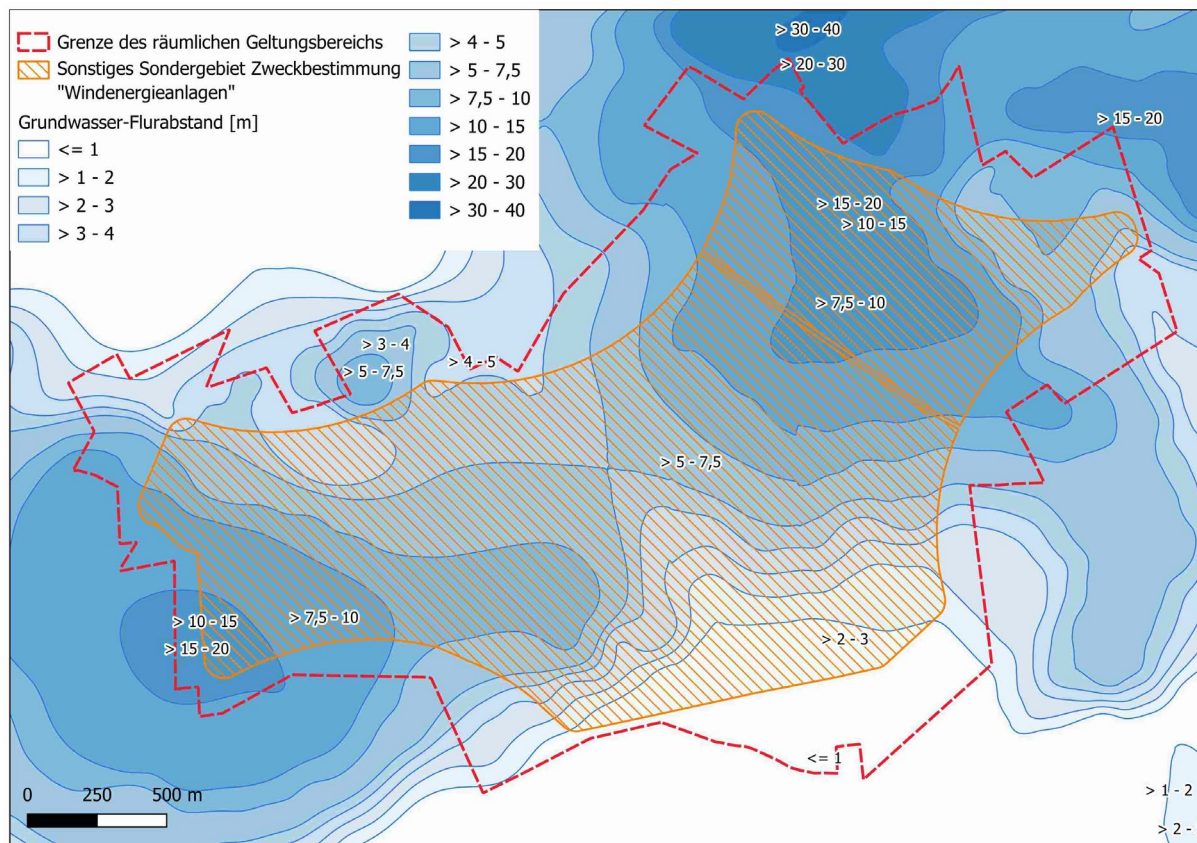 Grenze des räumlichen Geltungsbereichs
Sonstiges Sondergebiet Zweckbestimmung
"Windenergieanlagen"
Grundwasser-Flurabstand [m]
<= 1
> 1 - 2
> 2 - 3
> 3 - 4
> 4 - 5
> 5 - 7,5
> 7,5 - 10
> 10 - 15
> 15 - 20
> 20 - 30
> 30 - 40
> 30 - 40
> 20 - 30
> 15 - 20
> 15 - 20
> 10 - 15
> 7,5 - 10
> 3 - 4
> 4 - 5
> 5 - 7,5
> 5 - 7,5
> 10 - 15
> 7,5 - 10
> 15 - 20
> 2 - 3
<= 1
> 1 - 2
> 2 -
0 250 500 m